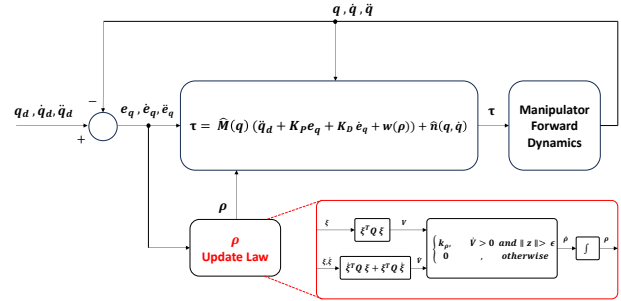 q , q̇ , q̈
q_d , q̇_d , q̈_d
−
+
e_q , ė_q , ë_q
τ = M̂(q) (q̈_d + K_P e_q + K_D ė_q + w(ρ)) + n̂(q, q̇)
τ
Manipulator
Forward
Dynamics
ρ
ρ
Update Law
ξ
ξ^T Q ξ
V
ξ, ξ̇
ξ̇^T Q ξ + ξ^T Q ξ̇
V̇
{ k_ρ, V̇ > 0 and ‖ z ‖ > ϵ
0 , otherwise
ρ̇
∫
ρ